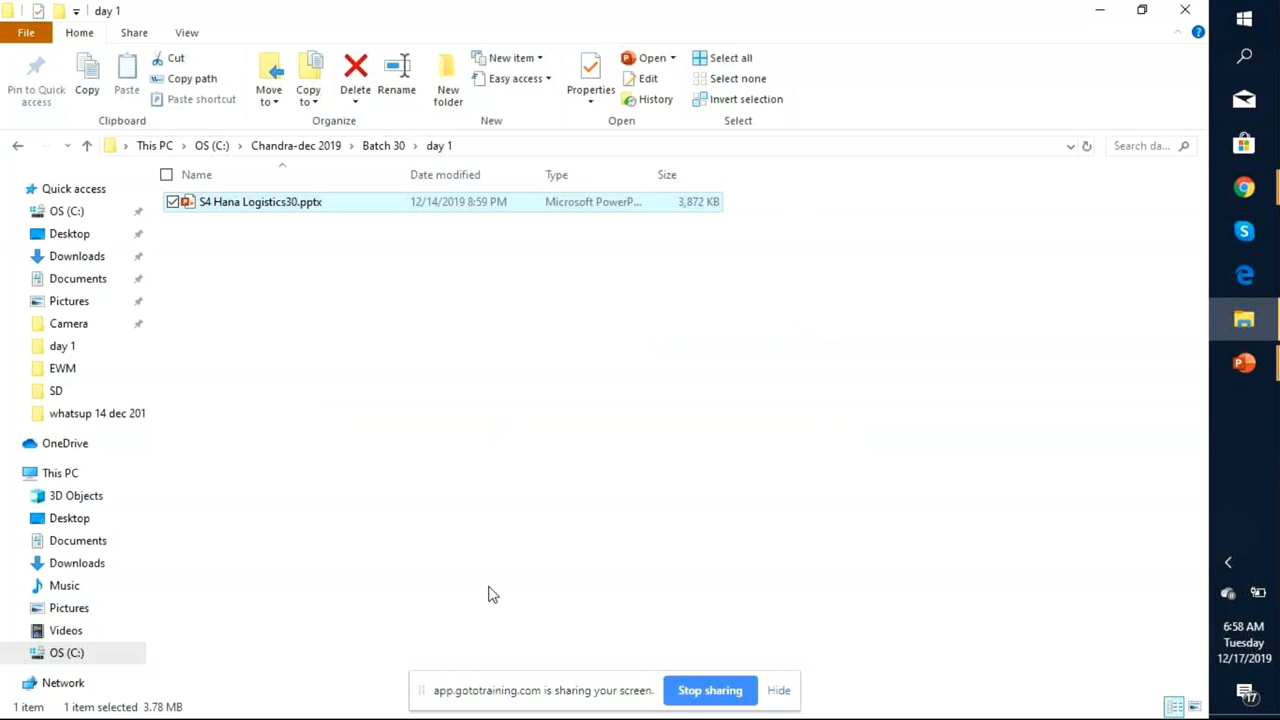 day 1
File Home Share View
Pin to Quick access
Copy
Paste
Cut
Copy path
Paste shortcut
Clipboard
Move to
Copy to
Delete
Rename
Organize
New folder
New item
Easy access
New
Properties
Open
Edit
History
Open
Select all
Select none
Invert selection
Select
This PC OS (C:) Chandra-dec 2019 Batch 30 day 1
Search da...
Name Date modified Type Size
S4 Hana Logistics30.pptx 12/14/2019 8:59 PM Microsoft PowerP... 3,872 KB
Quick access
OS (C:)
Desktop
Downloads
Documents
Pictures
Camera
day 1
EWM
SD
whatsup 14 dec 201
OneDrive
This PC
3D Objects
Desktop
Documents
Downloads
Music
Pictures
Videos
OS (C:)
Network
1 item 1 item selected 3.78 MB
app.gototraining.com is sharing your screen.
Stop sharing
Hide
6:58 AM
Tuesday
12/17/2019
17